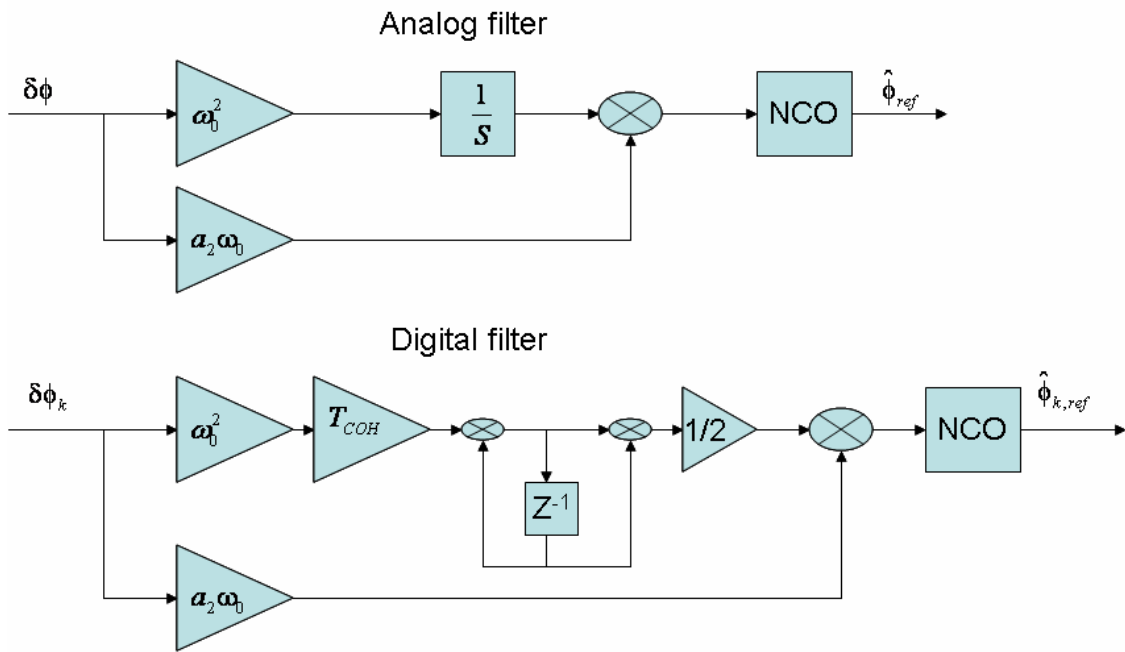 Analog filter
δϕ
ω₀²
1
S
NCO
ϕ̂ref
a₂ω₀
Digital filter
δϕk
ω₀²
TCOH
1/2
NCO
ϕ̂k,ref
Z⁻¹
a₂ω₀